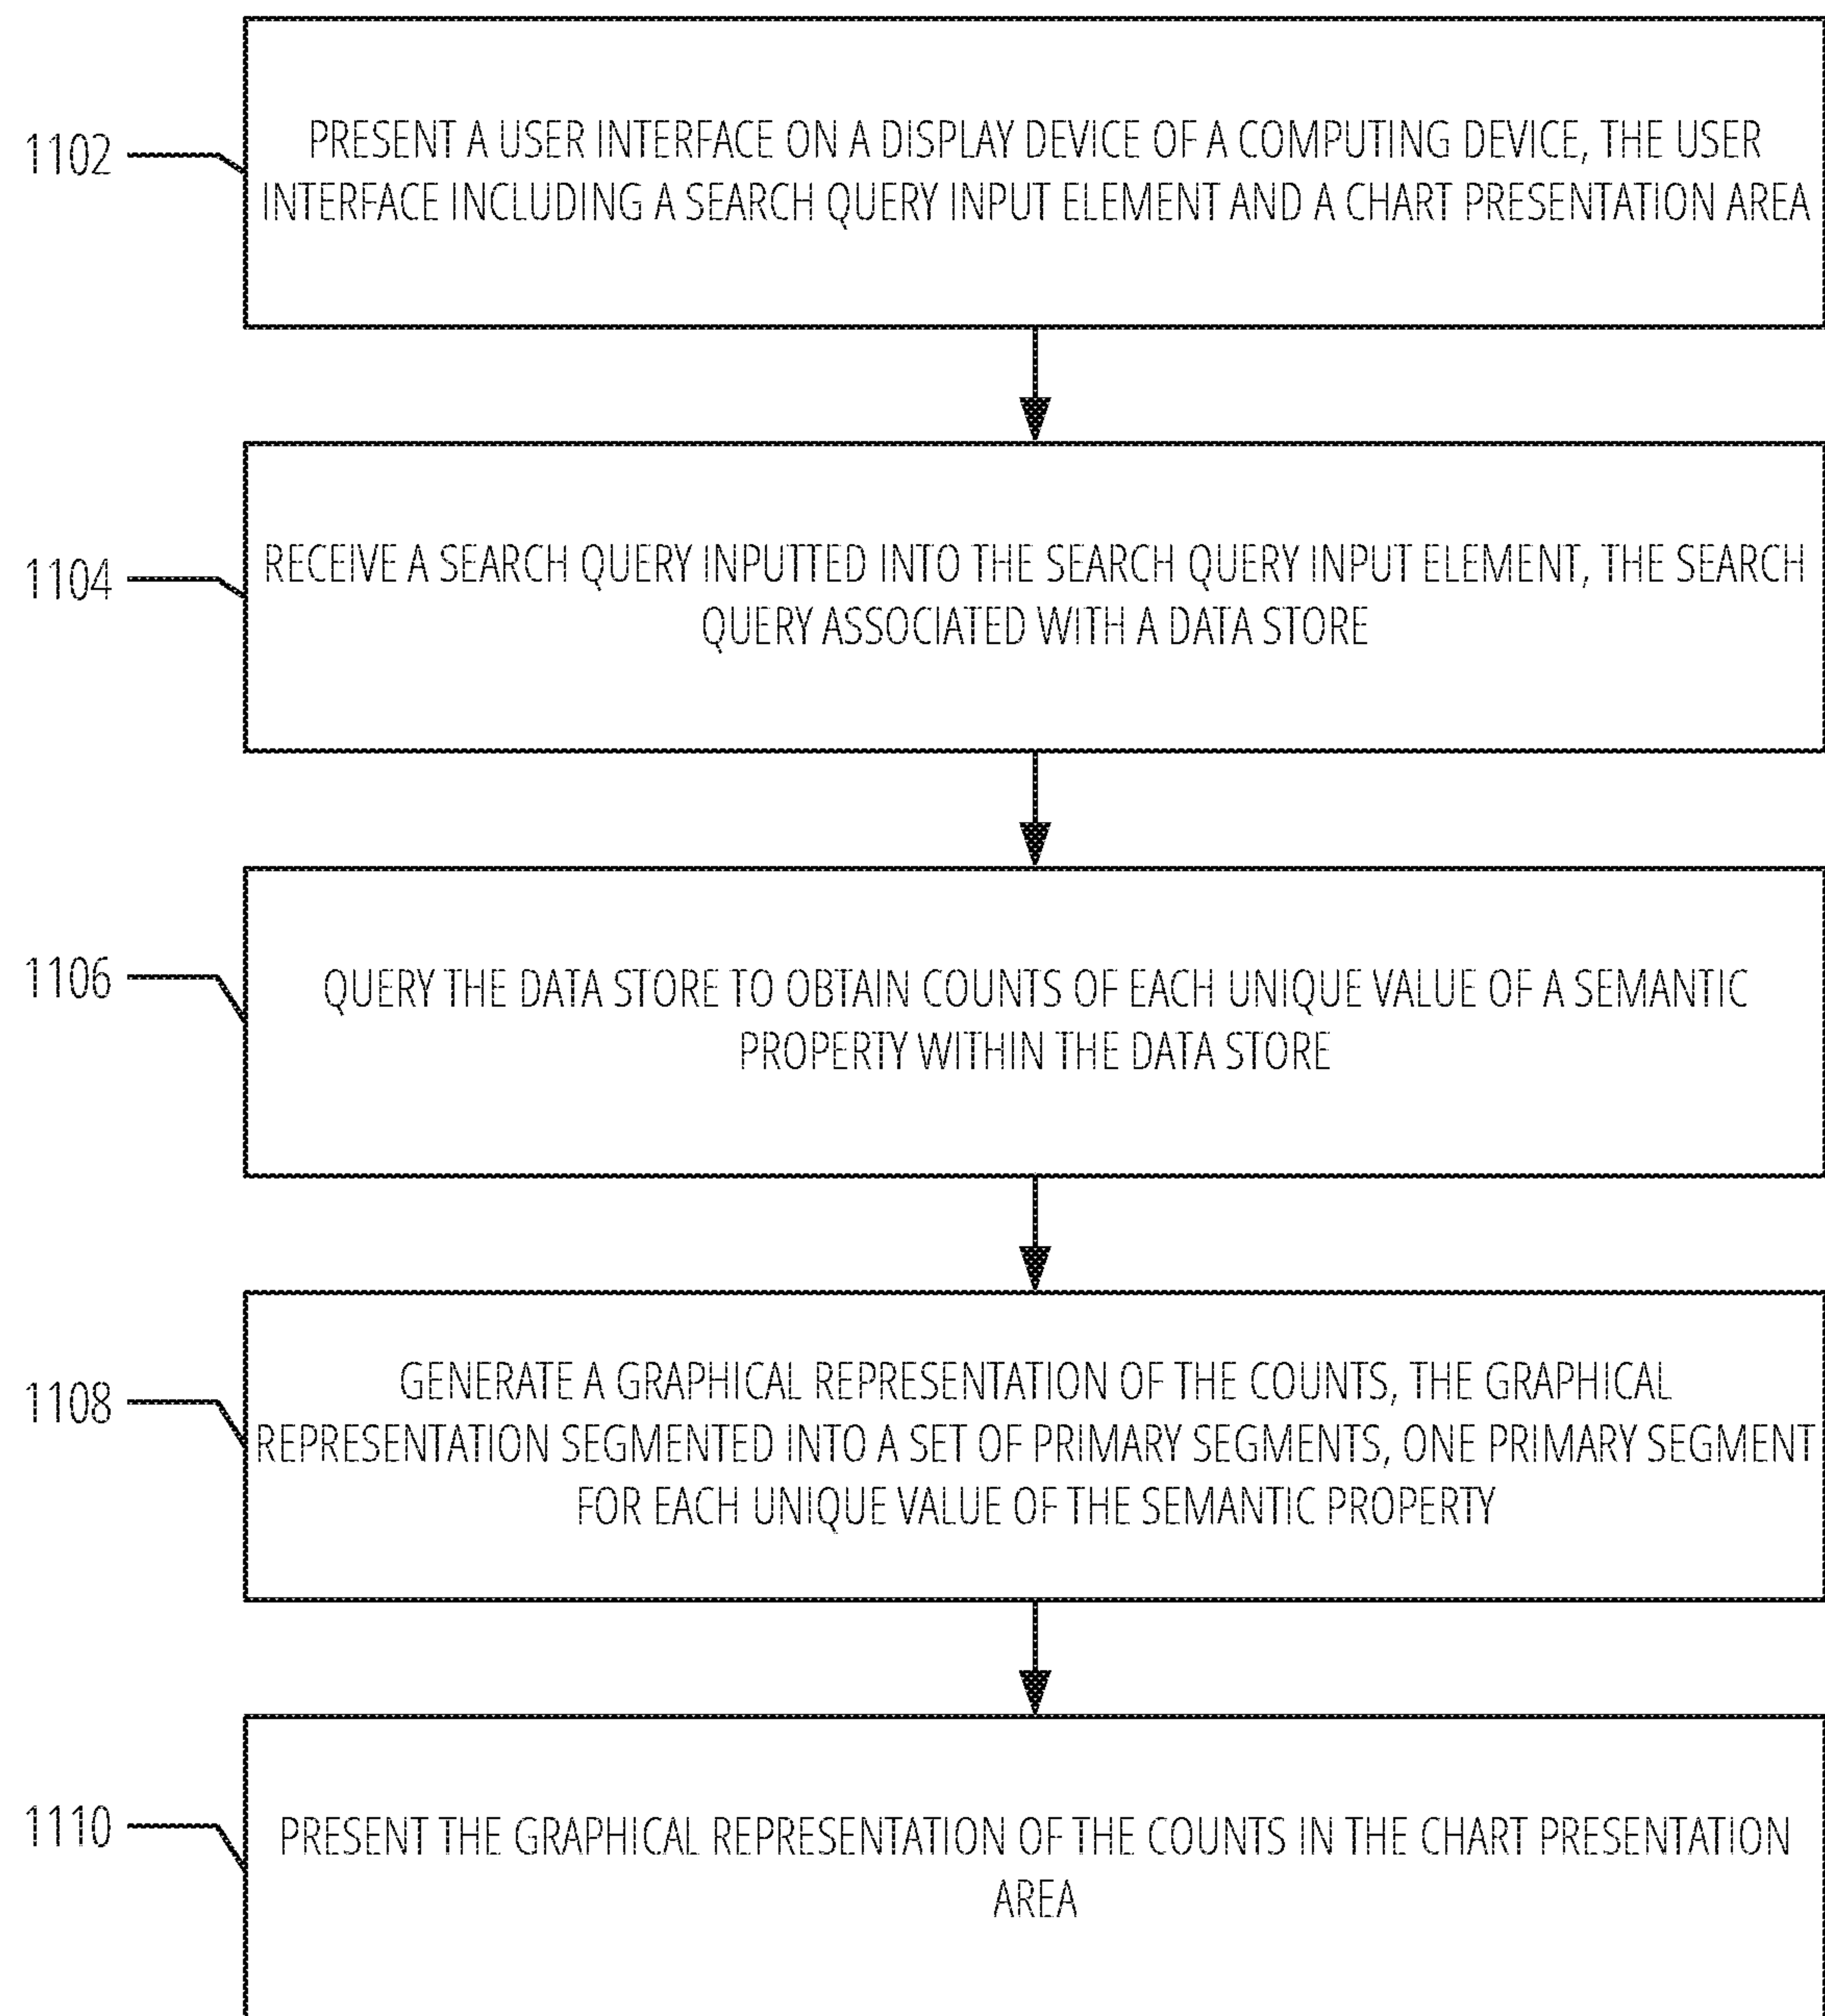 1102
PRESENT A USER INTERFACE ON A DISPLAY DEVICE OF A COMPUTING DEVICE, THE USER
INTERFACE INCLUDING A SEARCH QUERY INPUT ELEMENT AND A CHART PRESENTATION AREA
1104
RECEIVE A SEARCH QUERY INPUTTED INTO THE SEARCH QUERY INPUT ELEMENT, THE SEARCH
QUERY ASSOCIATED WITH A DATA STORE
1106
QUERY THE DATA STORE TO OBTAIN COUNTS OF EACH UNIQUE VALUE OF A SEMANTIC
PROPERTY WITHIN THE DATA STORE
1108
GENERATE A GRAPHICAL REPRESENTATION OF THE COUNTS, THE GRAPHICAL
REPRESENTATION SEGMENTED INTO A SET OF PRIMARY SEGMENTS, ONE PRIMARY SEGMENT
FOR EACH UNIQUE VALUE OF THE SEMANTIC PROPERTY
1110
PRESENT THE GRAPHICAL REPRESENTATION OF THE COUNTS IN THE CHART PRESENTATION
AREA